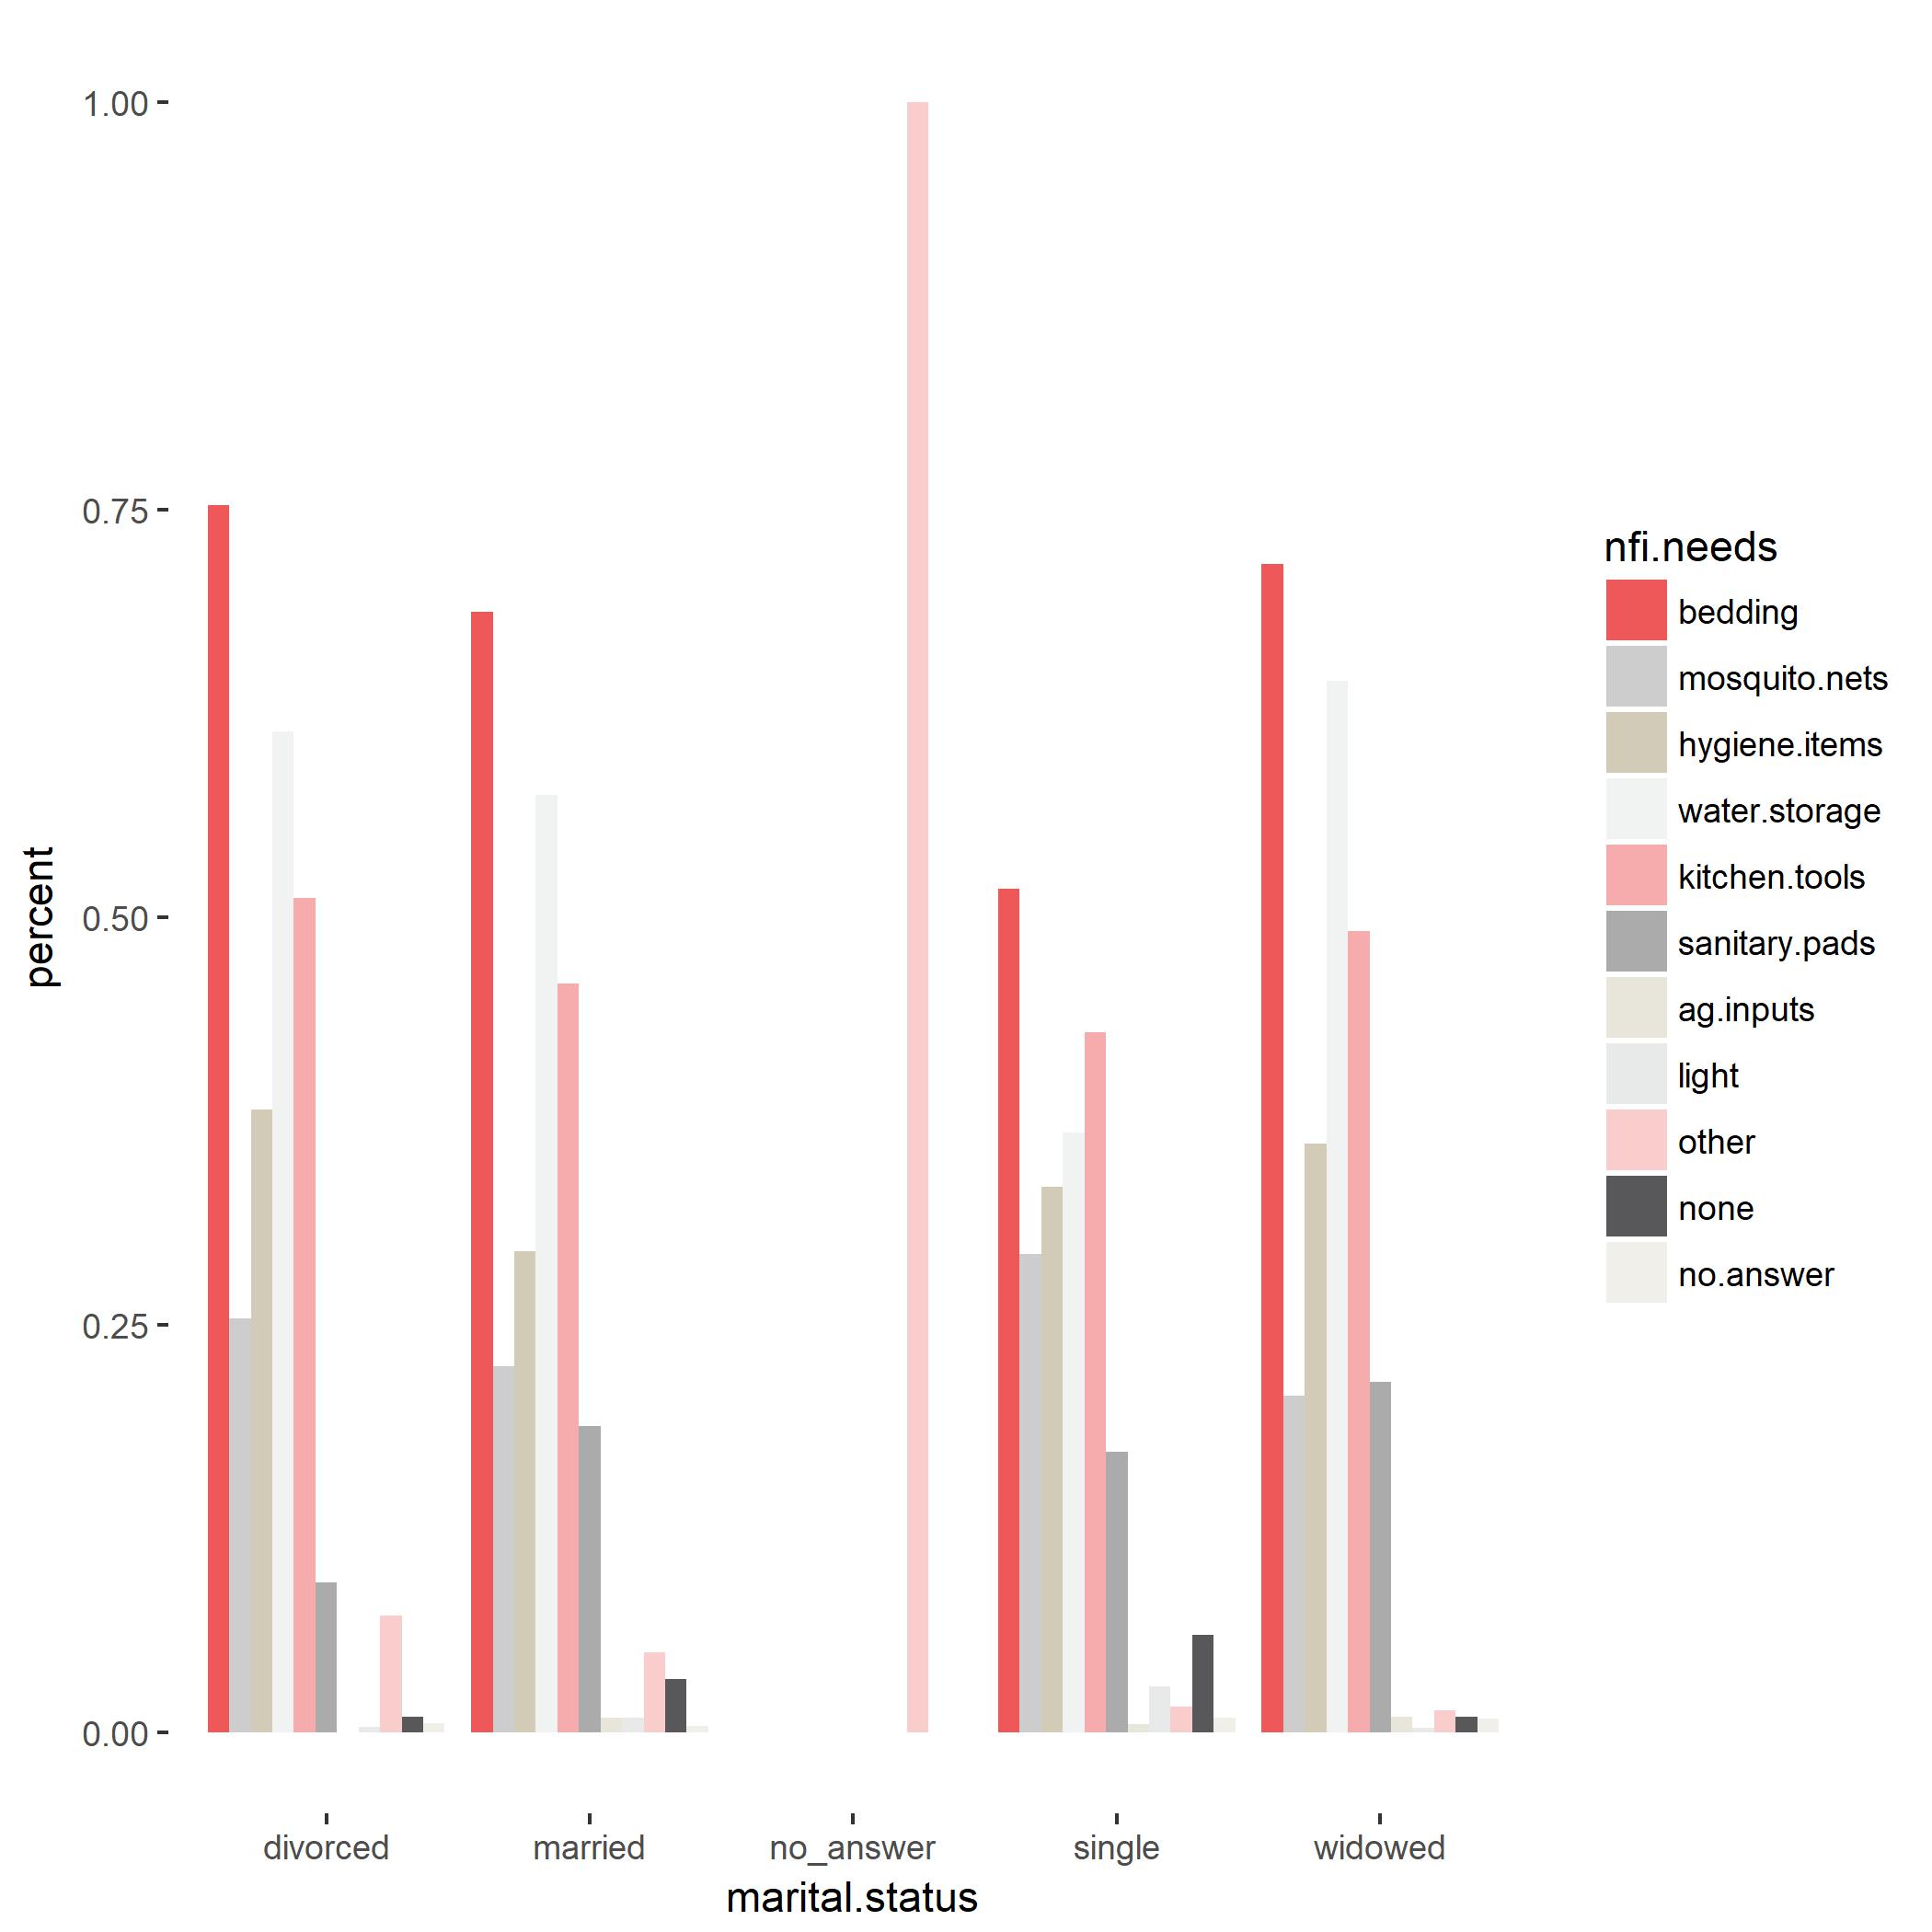 1.00
0.75
0.50
0.25
0.00
percent
divorced
married
no_answer
single
widowed
marital.status
nfi.needs
bedding
mosquito.nets
hygiene.items
water.storage
kitchen.tools
sanitary.pads
ag.inputs
light
other
none
no.answer